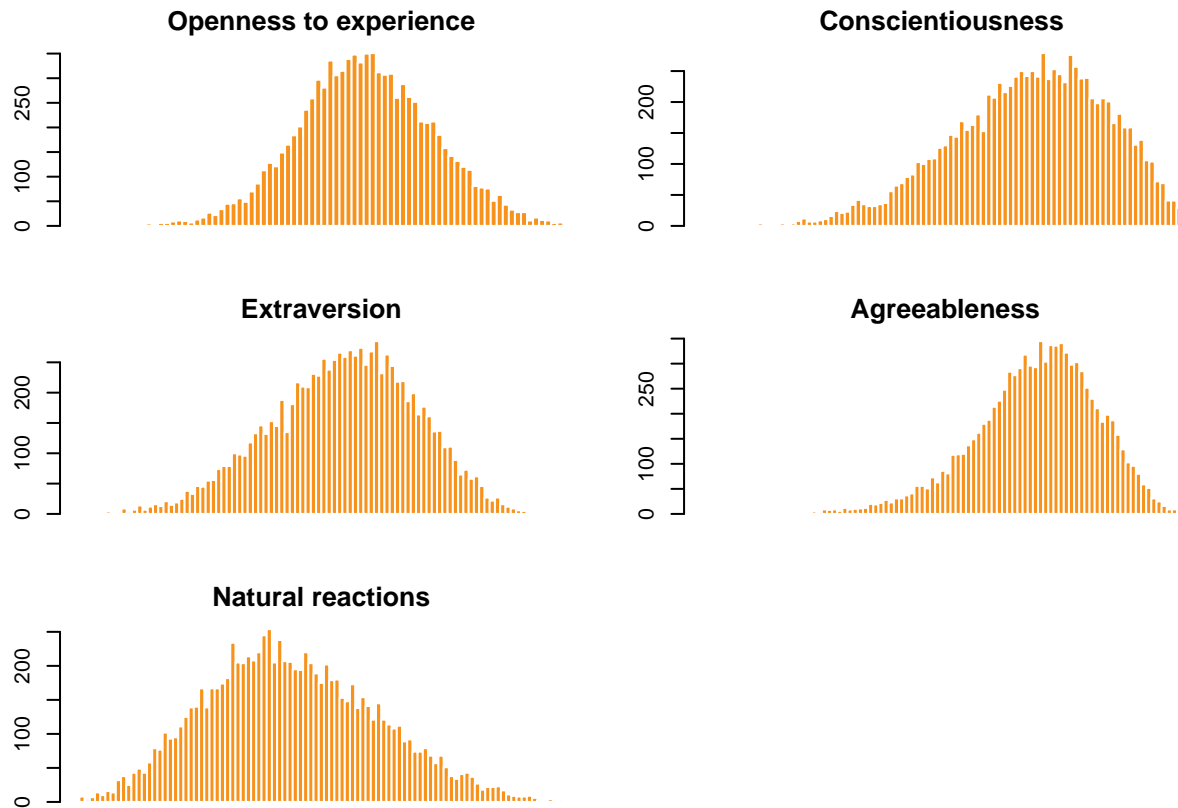 Openness to experience
0 100 250
Conscientiousness
0 100 200
Extraversion
0 100 200
Agreeableness
0 100 250
Natural reactions
0 100 200